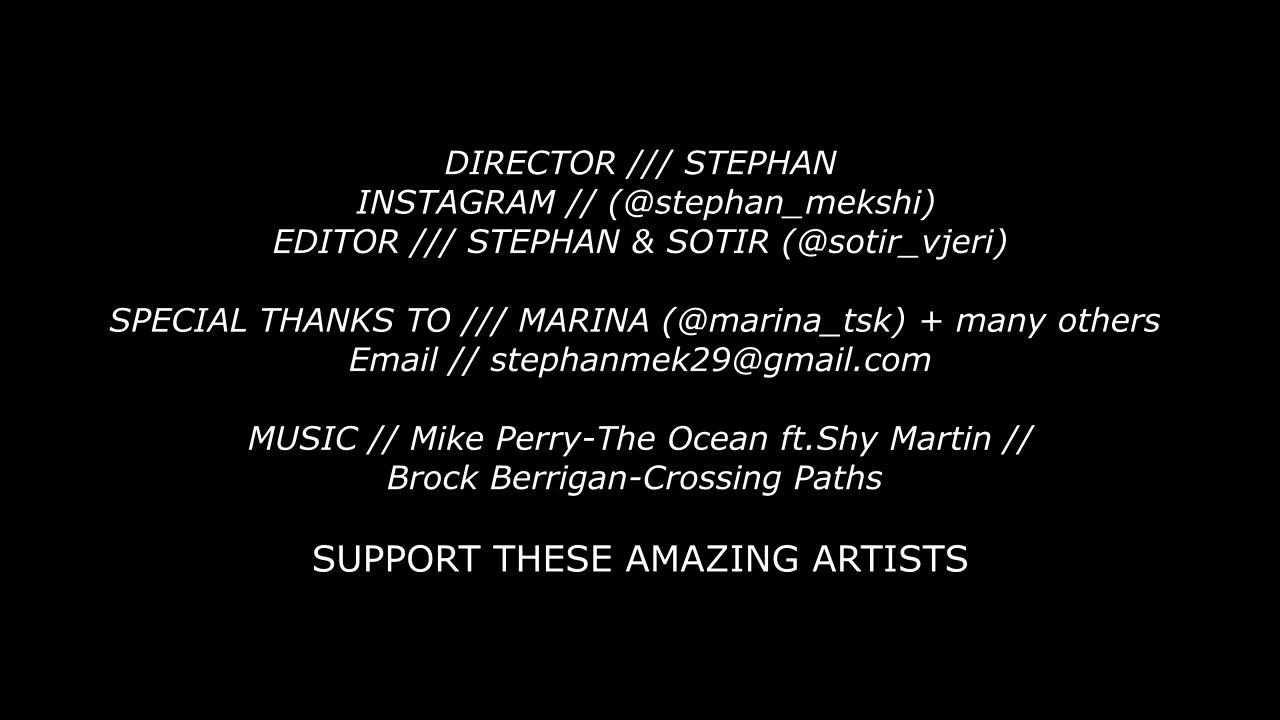 DIRECTOR /// STEPHAN
INSTAGRAM // (@stephan_mekshi)
EDITOR /// STEPHAN & SOTIR (@sotir_vjeri)
SPECIAL THANKS TO /// MARINA (@marina_tsk) + many others
Email // stephanmek29@gmail.com
MUSIC // Mike Perry-The Ocean ft.Shy Martin //
Brock Berrigan-Crossing Paths
SUPPORT THESE AMAZING ARTISTS